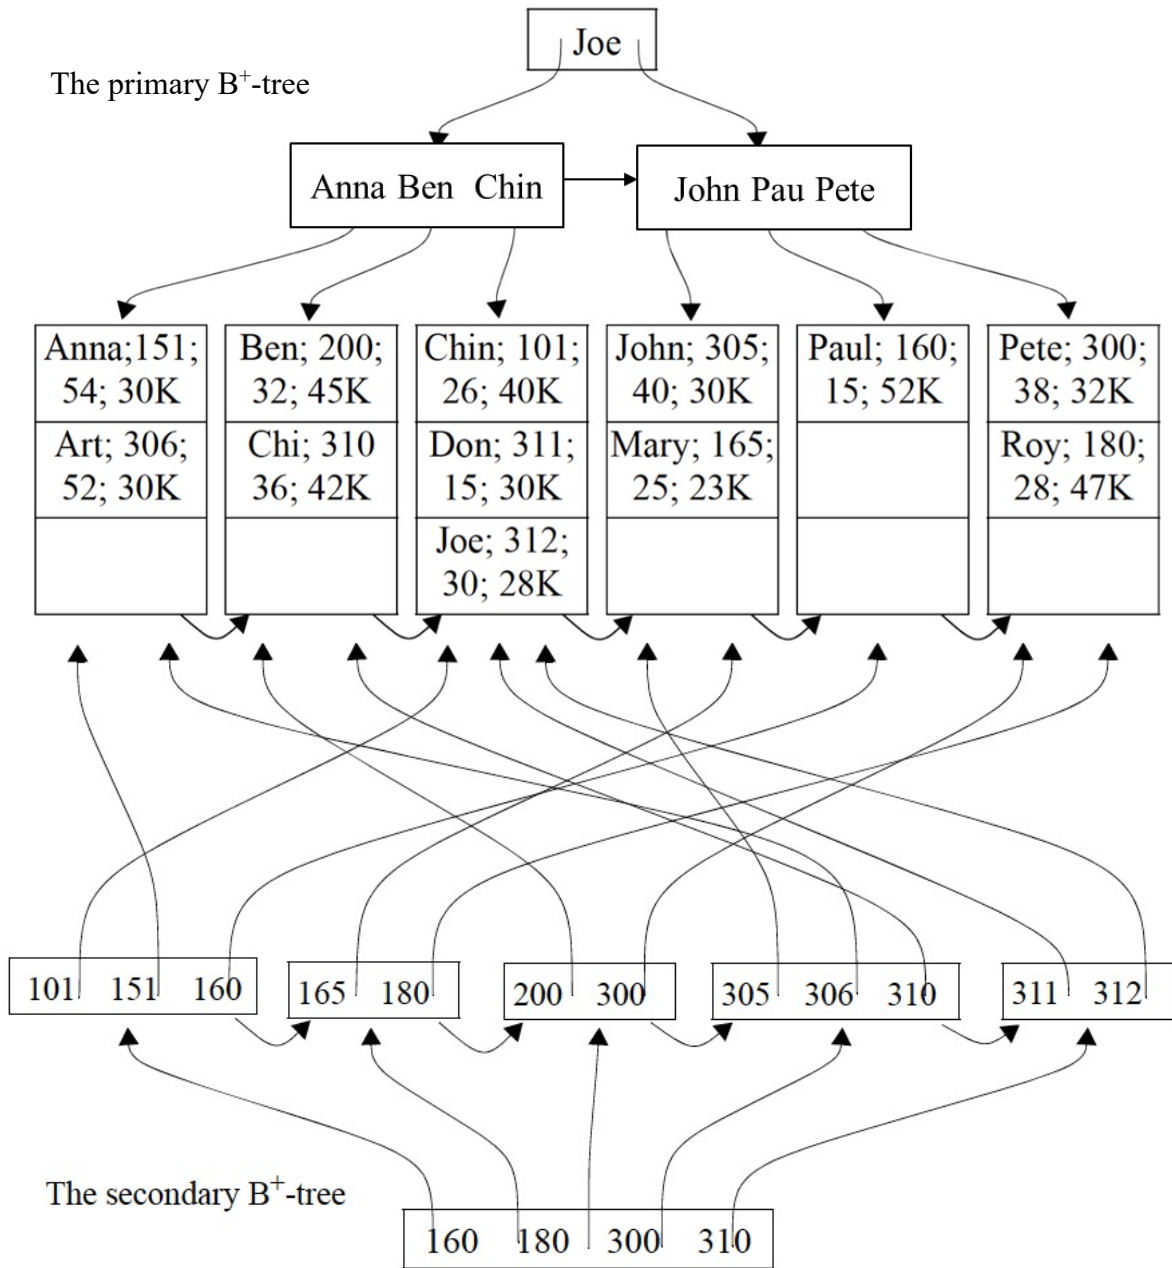 Joe
The primary B+-tree
Anna Ben Chin
John Pau Pete
Anna;151;
54; 30K
Art; 306;
52; 30K
Ben; 200;
32; 45K
Chi; 310
36; 42K
Chin; 101;
26; 40K
Don; 311;
15; 30K
Joe; 312;
30; 28K
John; 305;
40; 30K
Mary; 165;
25; 23K
Paul; 160;
15; 52K
Pete; 300;
38; 32K
Roy; 180;
28; 47K
101 151 160
165 180
200 300
305 306 310
311 312
The secondary B+-tree
160 180 300 310